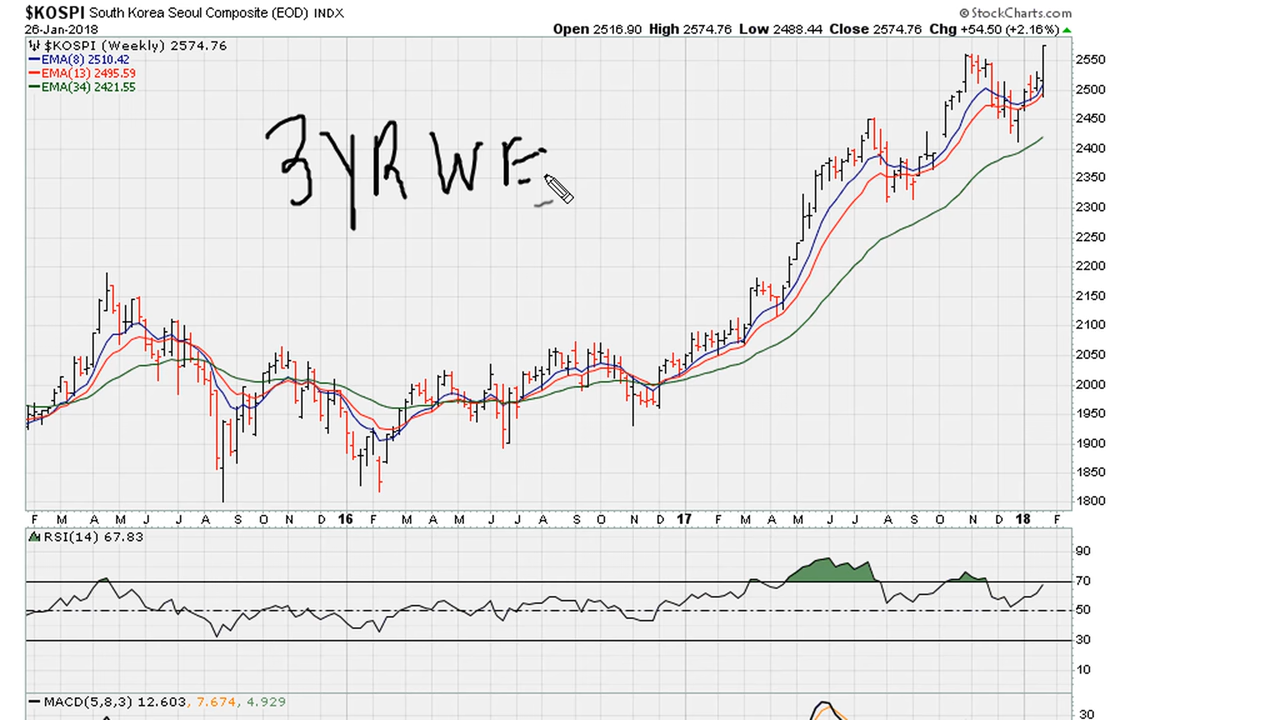 $KOSPI South Korea Seoul Composite (EOD) INDX
© StockCharts.com
26-Jan-2018
Open 2516.90 High 2574.76 Low 2488.44 Close 2574.76 Chg +54.50 (+2.16%)
$KOSPI (Weekly) 2574.76
EMA(8) 2510.42
EMA(13) 2495.59
EMA(34) 2421.55
3 YR WE
2550
2500
2450
2400
2350
2300
2250
2200
2150
2100
2050
2000
1950
1900
1850
1800
F M A M J J A S O N D 16 F M A M J J A S O N D 17 F M A M J J A S O N D 18 F
RSI(14) 67.83
90
70
50
30
10
MACD(5,8,3) 12.603, 7.674, 4.929
30